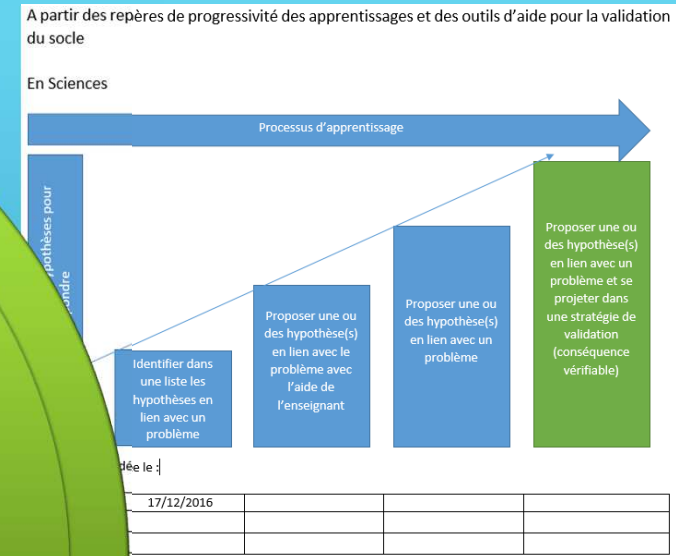 A partir des repères de progressivité des apprentissages et des outils d'aide pour la validation
du socle
En Sciences
Processus d'apprentissage
hypothèses pour
Identifier dans
une liste les
hypothèses en
lien avec un
problème
Proposer une ou
des hypothèse(s)
en lien avec le
problème avec
l'aide de
l'enseignant
Proposer une ou
des hypothèse(s)
en lien avec un
problème
Proposer une ou
des hypothèse(s)
en lien avec un
problème et se
projeter dans
une stratégie de
validation
(conséquence
vérifiable)
le :
17/12/2016